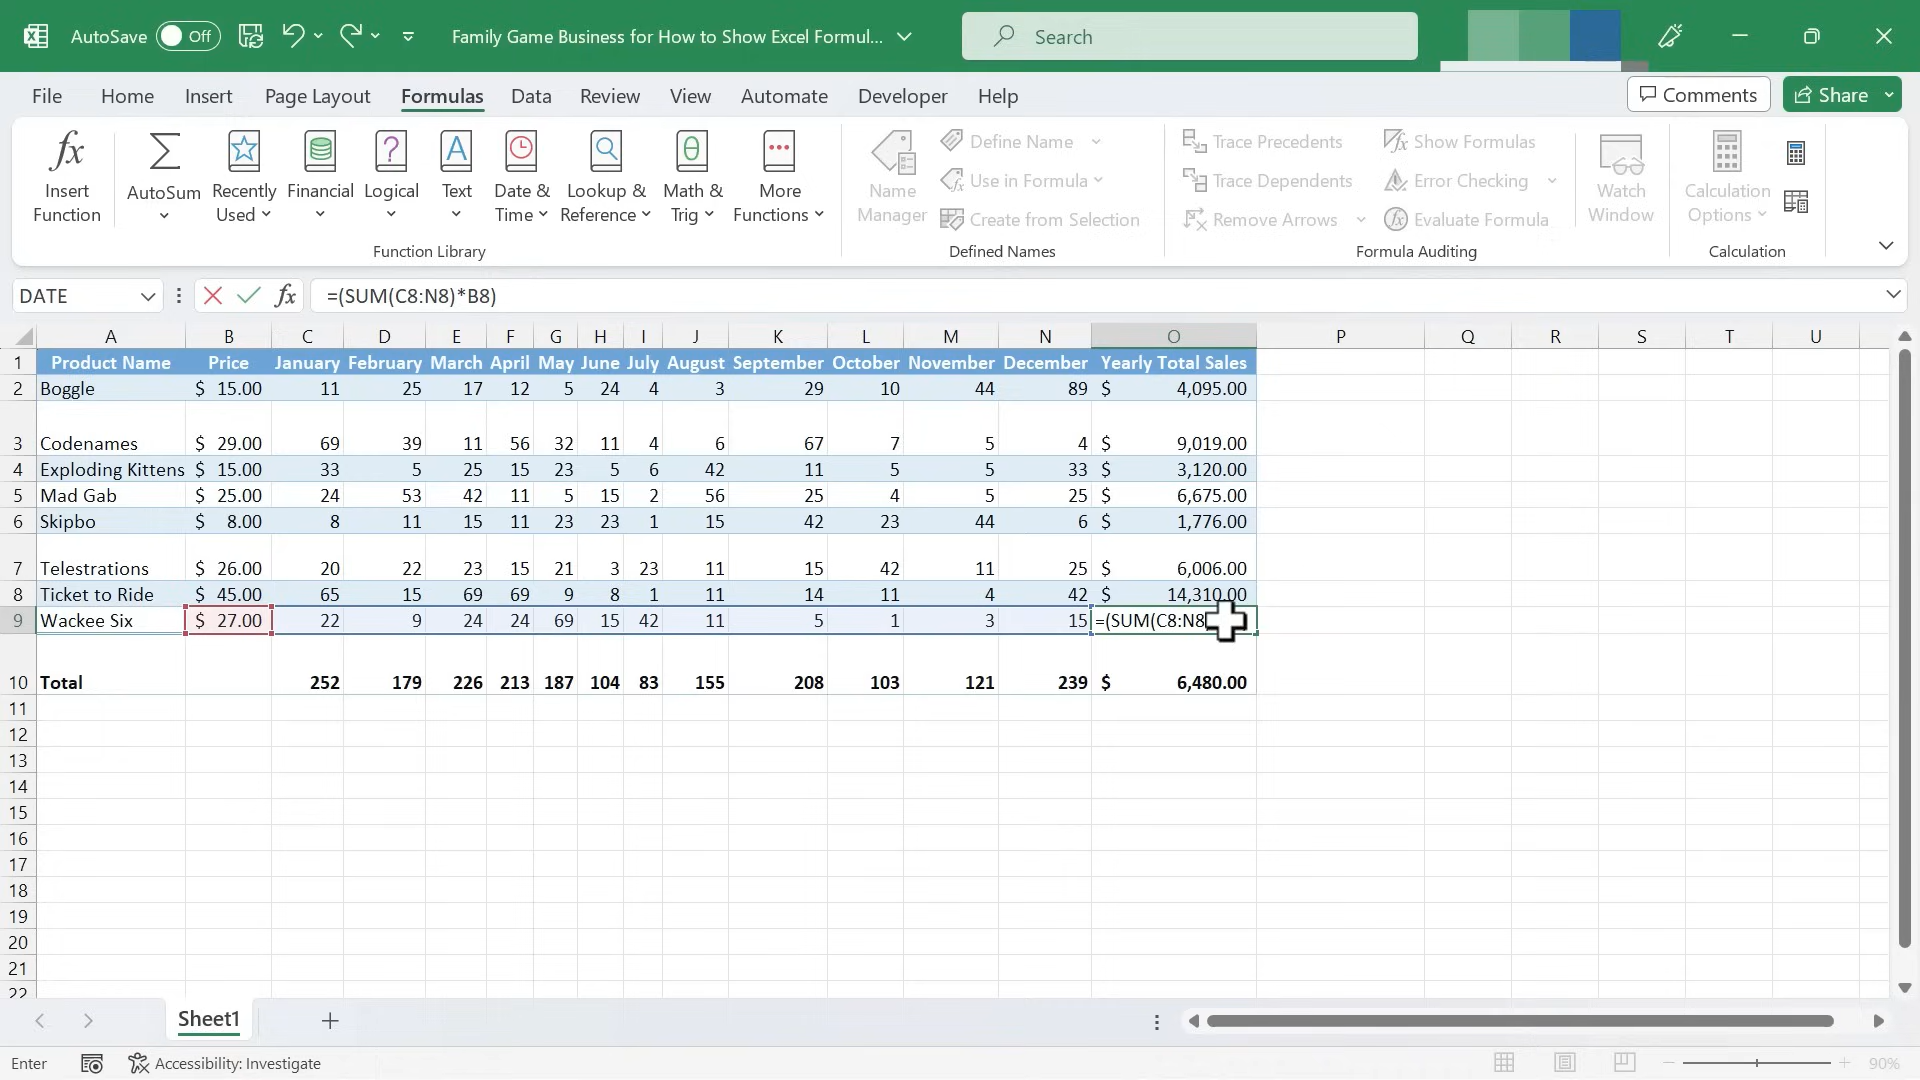 AutoSave Off Family Game Business for How to Show Excel Formul... Search
File Home Insert Page Layout Formulas Data Review View Automate Developer Help Comments Share
Insert Function AutoSum Recently Used Financial Logical Text Date & Time Lookup & Reference Math & Trig More Functions
Function Library
Name Manager Define Name Use in Formula Create from Selection
Defined Names
Trace Precedents Show Formulas
Trace Dependents Error Checking
Remove Arrows Evaluate Formula
Formula Auditing
Watch Window
Calculation Options
Calculation
DATE fx =(SUM(C8:N8)*B8)
A B C D E F G H I J K L M N O P Q R S T U
1 Product Name Price January February March April May June July August September October November December Yearly Total Sales
2 Boggle $ 15.00 11 25 17 12 5 24 4 3 29 10 44 89 $ 4,095.00
3 Codenames $ 29.00 69 39 11 56 32 11 4 6 67 7 5 4 $ 9,019.00
4 Exploding Kittens $ 15.00 33 5 25 15 23 5 6 42 11 5 5 33 $ 3,120.00
5 Mad Gab $ 25.00 24 53 42 11 5 15 2 56 25 4 5 25 $ 6,675.00
6 Skipbo $ 8.00 8 11 15 11 23 23 1 15 42 23 44 6 $ 1,776.00
7 Telestrations $ 26.00 20 22 23 15 21 3 23 11 15 42 11 25 $ 6,006.00
8 Ticket to Ride $ 45.00 65 15 69 69 9 8 1 11 14 11 4 42 $ 14,310.00
9 Wackee Six $ 27.00 22 9 24 24 69 15 42 11 5 1 3 15 =(SUM(C8:N8
10 Total 252 179 226 213 187 104 83 155 208 103 121 239 $ 6,480.00
11
12
13
14
15
16
17
18
19
20
21
22
Sheet1
Enter Accessibility: Investigate 90%